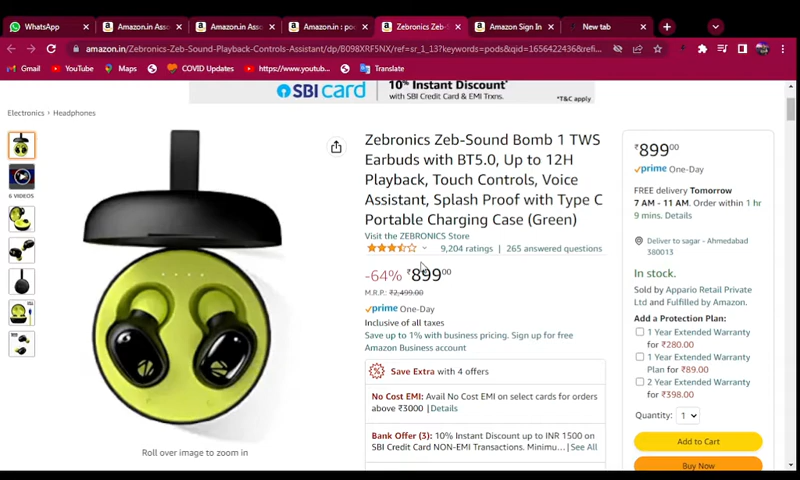 WhatsApp
Amazon.in Asso
Amazon.in Asso
Amazon.in : po
Zebronics Zeb-S
Amazon Sign In
New tab
amazon.in/Zebronics-Zeb-Sound-Playback-Controls-Assistant/dp/B098XRF5NX/ref=sr_1_13?keywords=pods&qid=1656422436&refi...
Gmail
YouTube
Maps
COVID Updates
https://www.youtub...
Translate
SBI card
10% Instant Discount*
with SBI Credit Card & EMI Trxns.
*T&C apply
Electronics › Headphones
6 VIDEOS
Roll over image to zoom in
Zebronics Zeb-Sound Bomb 1 TWS
Earbuds with BT5.0, Up to 12H
Playback, Touch Controls, Voice
Assistant, Splash Proof with Type C
Portable Charging Case (Green)
Visit the ZEBRONICS Store
9,204 ratings | 265 answered questions
-64% ₹899.00
M.R.P.: ₹2,499.00
prime One-Day
Inclusive of all taxes
Save up to 1% with business pricing. Sign up for free
Amazon Business account
Save Extra with 4 offers
No Cost EMI: Avail No Cost EMI on select cards for orders
above ₹3000 | Details
Bank Offer (3): 10% Instant Discount up to INR 1500 on
SBI Credit Card NON-EMI Transactions. Minimu... | See All
₹899.00
prime One-Day
FREE delivery Tomorrow
7 AM - 11 AM. Order within 1 hr
9 mins. Details
Deliver to sagar - Ahmedabad
380013
In stock.
Sold by Appario Retail Private
Ltd and Fulfilled by Amazon.
Add a Protection Plan:
1 Year Extended Warranty
for ₹280.00
1 Year Extended Warranty
Plan for ₹89.00
2 Year Extended Warranty
for ₹398.00
Quantity: 1
Add to Cart
Buy Now